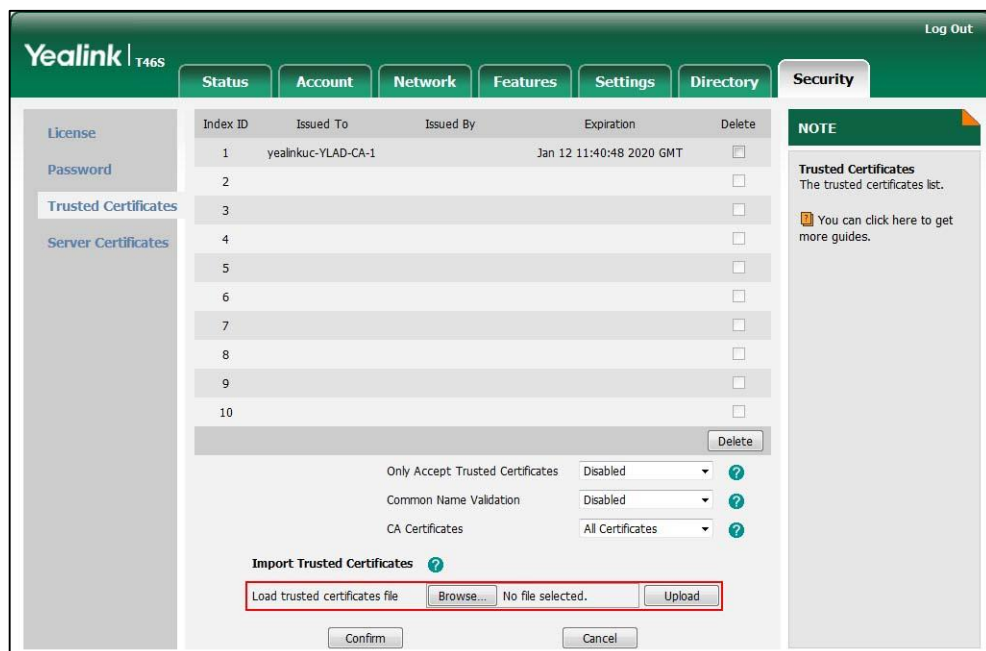 Log Out
Yealink | T46S
Status Account Network Features Settings Directory Security
License
Password
Trusted Certificates
Server Certificates
Index ID Issued To Issued By Expiration Delete
1 yealinkuc-YLAD-CA-1 Jan 12 11:40:48 2020 GMT
2
3
4
5
6
7
8
9
10
Delete
Only Accept Trusted Certificates Disabled ?
Common Name Validation Disabled ?
CA Certificates All Certificates ?
Import Trusted Certificates ?
Load trusted certificates file Browse... No file selected. Upload
Confirm Cancel
NOTE
Trusted Certificates
The trusted certificates list.
? You can click here to get
more guides.